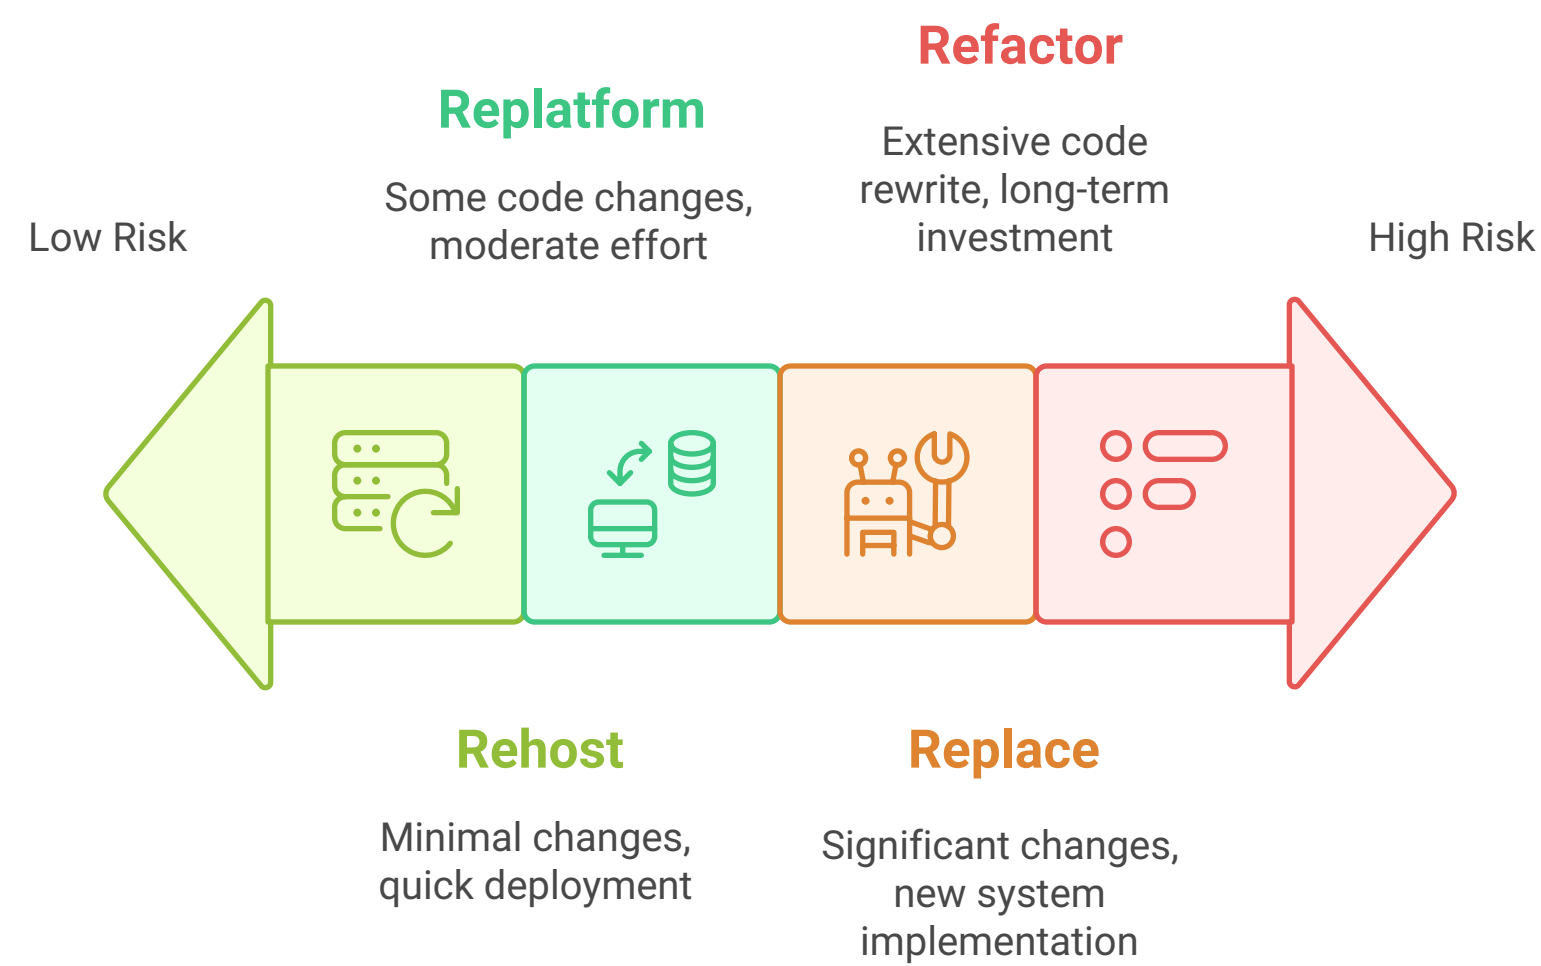 Refactor
Replatform
Extensive code
rewrite, long-term
investment
Some code changes,
moderate effort
Low Risk
High Risk
Rehost
Replace
Minimal changes,
quick deployment
Significant changes,
new system
implementation